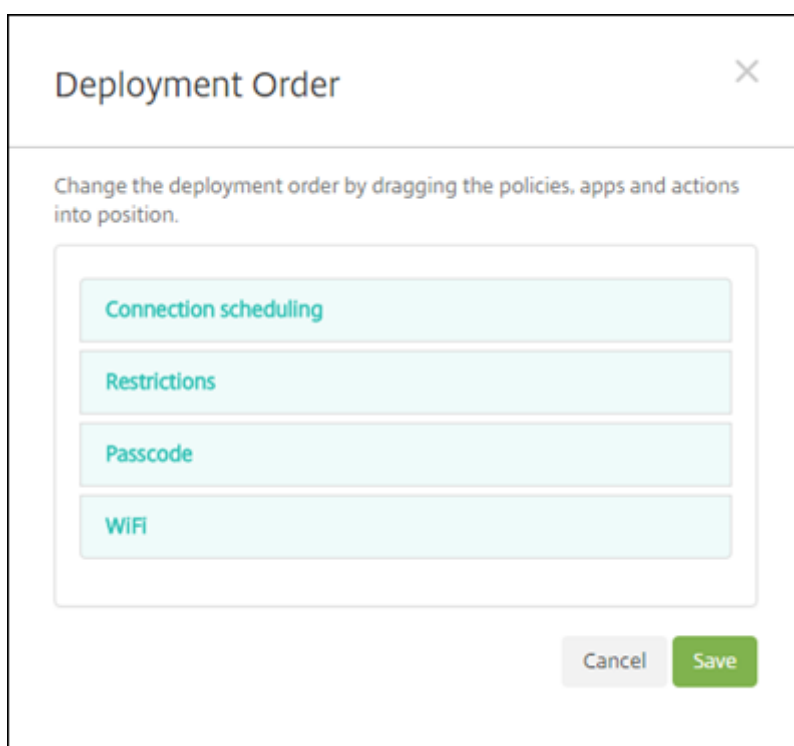 Deployment Order
Change the deployment order by dragging the policies, apps and actions
into position.
Connection scheduling
Restrictions
Passcode
WiFi
Cancel
Save